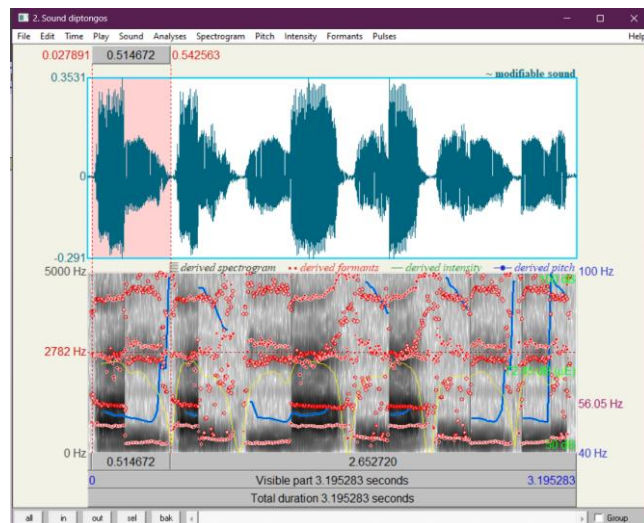 2. Sound diptongos
File Edit Time Play Sound Analyses Spectrogram Pitch Intensity Formants Pulses Help
0.027891 0.514672 0.542563
0.3531 ~ modifiable sound
0
-0.291
derived spectrogram derived formants derived intensity derived pitch
5000 Hz 100 Hz
2782 Hz
56.05 Hz
0 Hz 40 Hz
0.514672 2.652720
0 Visible part 3.195283 seconds 3.195283
Total duration 3.195283 seconds
all in out sel bak Group